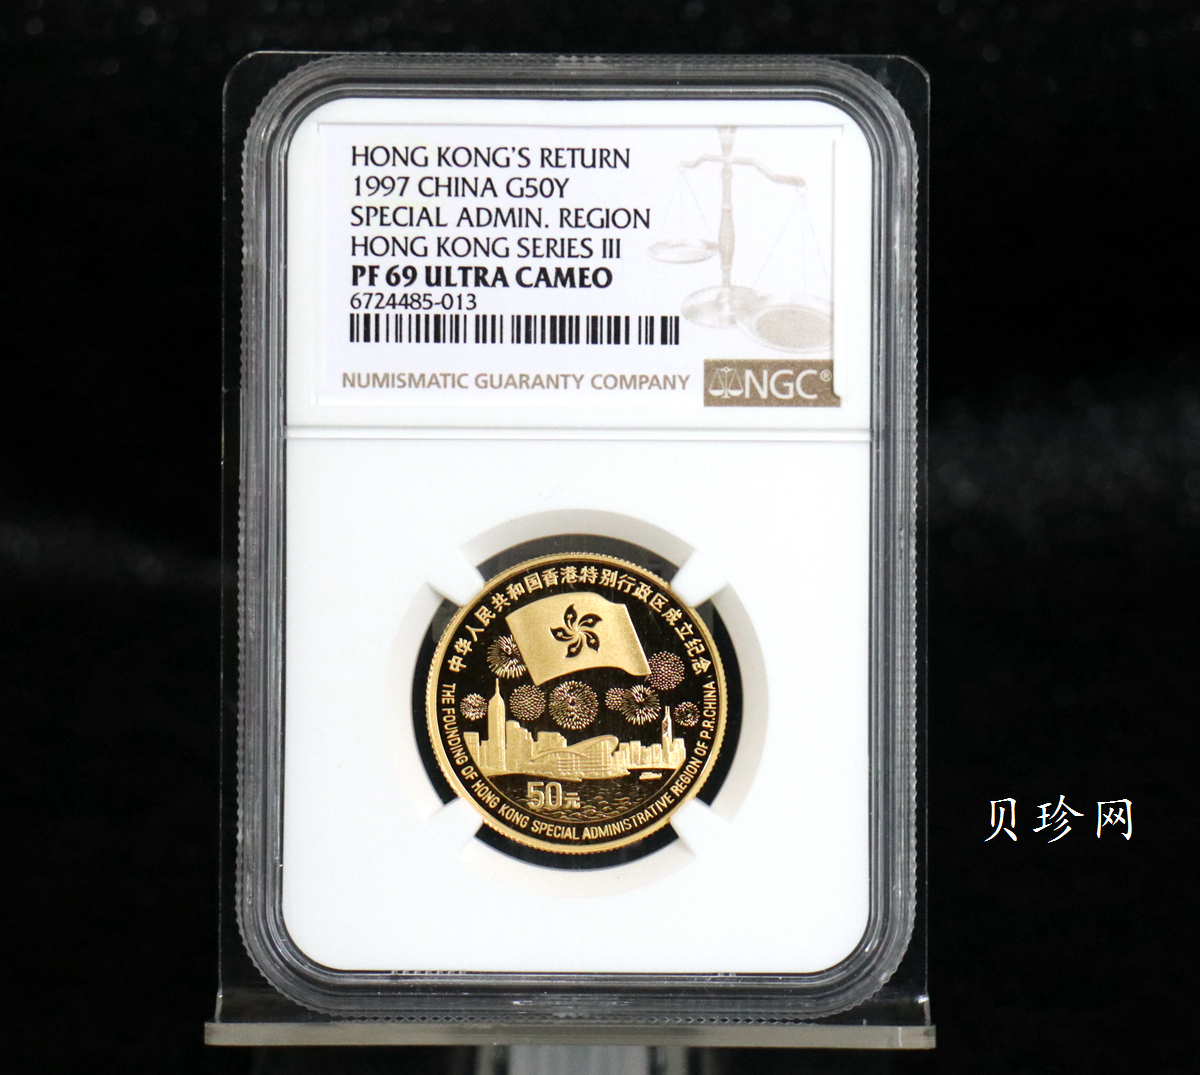 HONG KONG'S RETURN
1997 CHINA G50Y
SPECIAL ADMIN. REGION
HONG KONG SERIES III
PF 69 ULTRA CAMEO
6724485-013
NUMISMATIC GUARANTY COMPANY
NGC®
中华人民共和国香港特别行政区成立纪念
50元
THE FOUNDING OF HONG KONG SPECIAL ADMINISTRATIVE REGION OF P.R.CHINA.
贝珍网